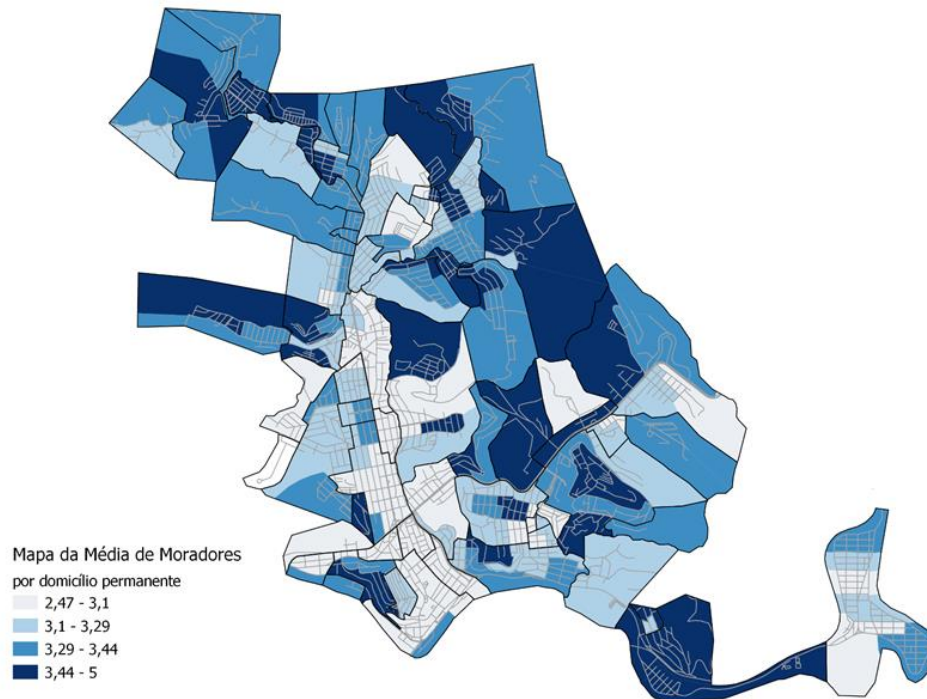 Mapa da Média de Moradores
por domicílio permanente
2,47 - 3,1
3,1 - 3,29
3,29 - 3,44
3,44 - 5